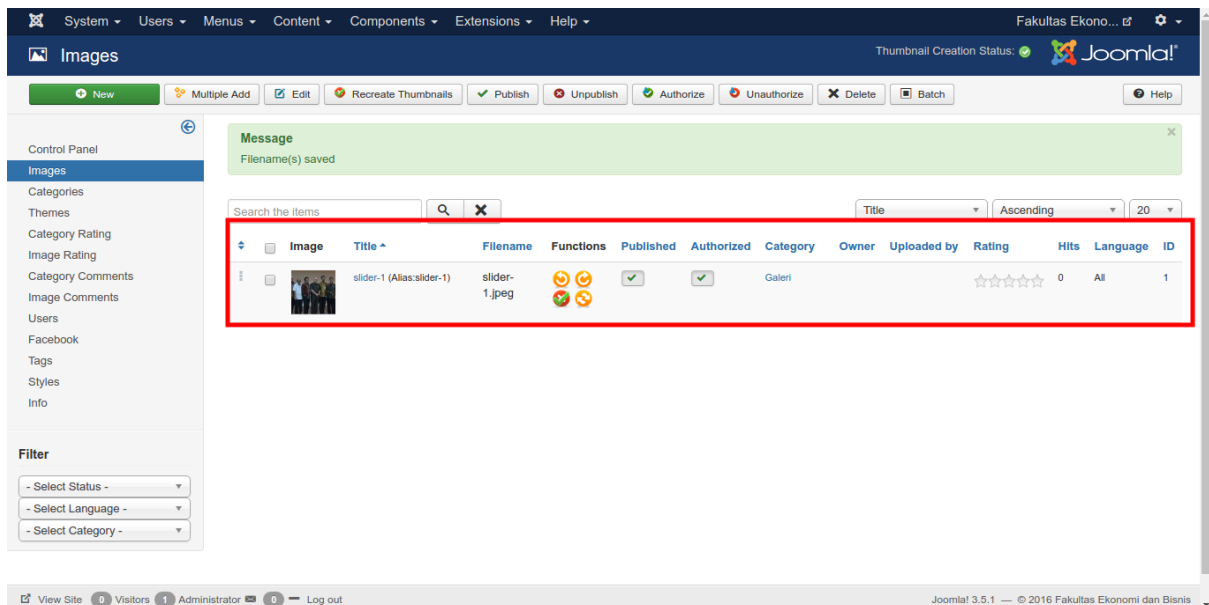 System Users Menus Content Components Extensions Help Fakultas Ekono...
Images Thumbnail Creation Status: Joomla!®
New Multiple Add Edit Recreate Thumbnails Publish Unpublish Authorize Unauthorize Delete Batch Help
Control Panel
Images
Categories
Themes
Category Rating
Image Rating
Category Comments
Image Comments
Users
Facebook
Tags
Styles
Info
Filter
- Select Status -
- Select Language -
- Select Category -
Message
Filename(s) saved
Search the items Title Ascending 20
Image Title Filename Functions Published Authorized Category Owner Uploaded by Rating Hits Language ID
slider-1 (Alias:slider-1) slider- Galeri 0 All 1
1.jpeg
View Site 0 Visitors 1 Administrator 0 Log out Joomla! 3.5.1 — © 2016 Fakultas Ekonomi dan Bisnis